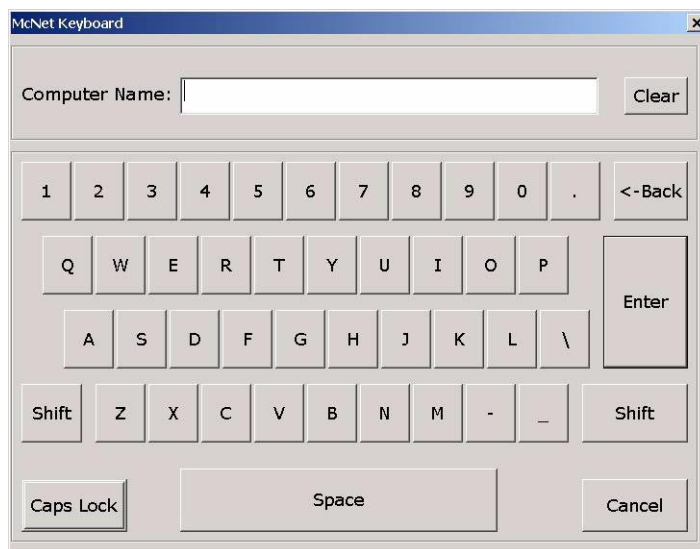 McNet Keyboard
Computer Name: Clear
1 2 3 4 5 6 7 8 9 0 . <-Back
Q W E R T Y U I O P
Enter
A S D F G H J K L \
Shift Z X C V B N M - _ Shift
Caps Lock Space Cancel